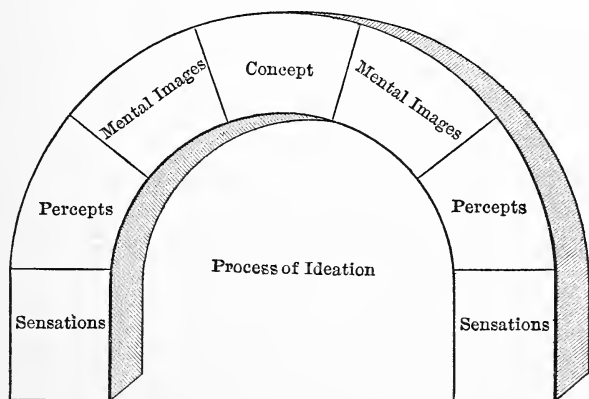 Concept
Mental Images
Mental Images
Percepts
Percepts
Process of Ideation
Sensations
Sensations